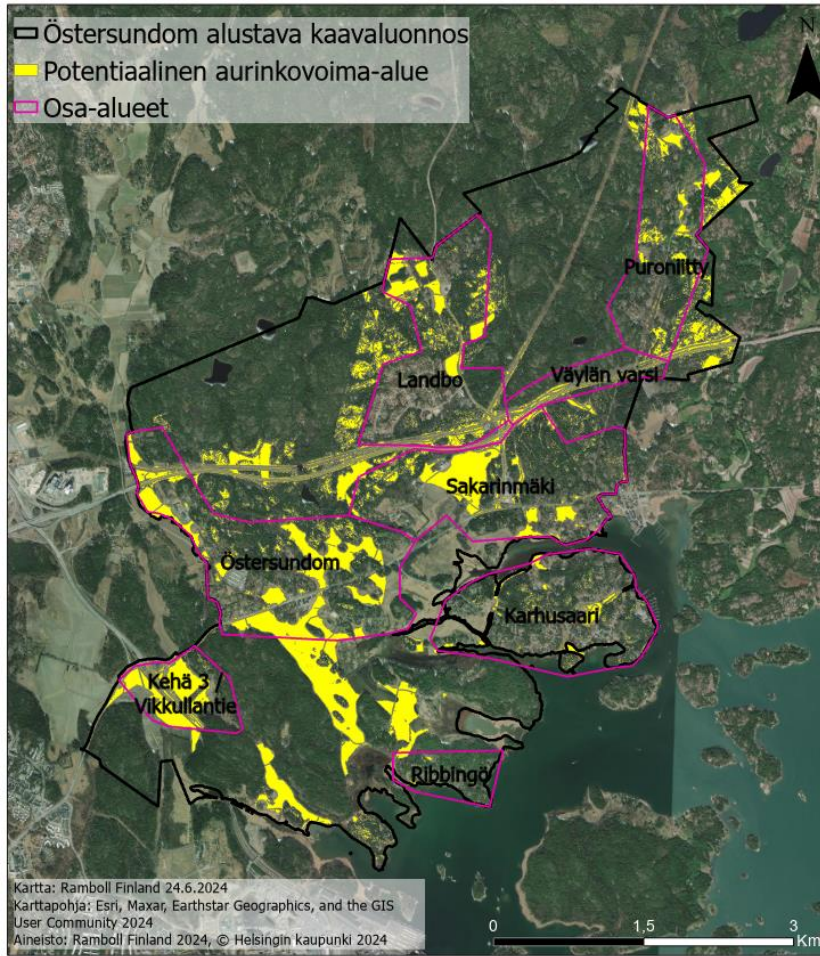 Östersundom alustava kaavaluonnos
Potentiaalinen aurinkovoima-alue
Osa-alueet
N
Puroniitty
Landbo
Väylän varsi
Sakarinmäki
Östersundom
Karhusaari
Kehä 3 /
Vikkullantie
Ribbingö
Kartta: Ramboll Finland 24.6.2024
Karttapohja: Esri, Maxar, Earthstar Geographics, and the GIS
User Community 2024
Aineisto: Ramboll Finland 2024, © Helsingin kaupunki 2024
0 1,5 3
Km